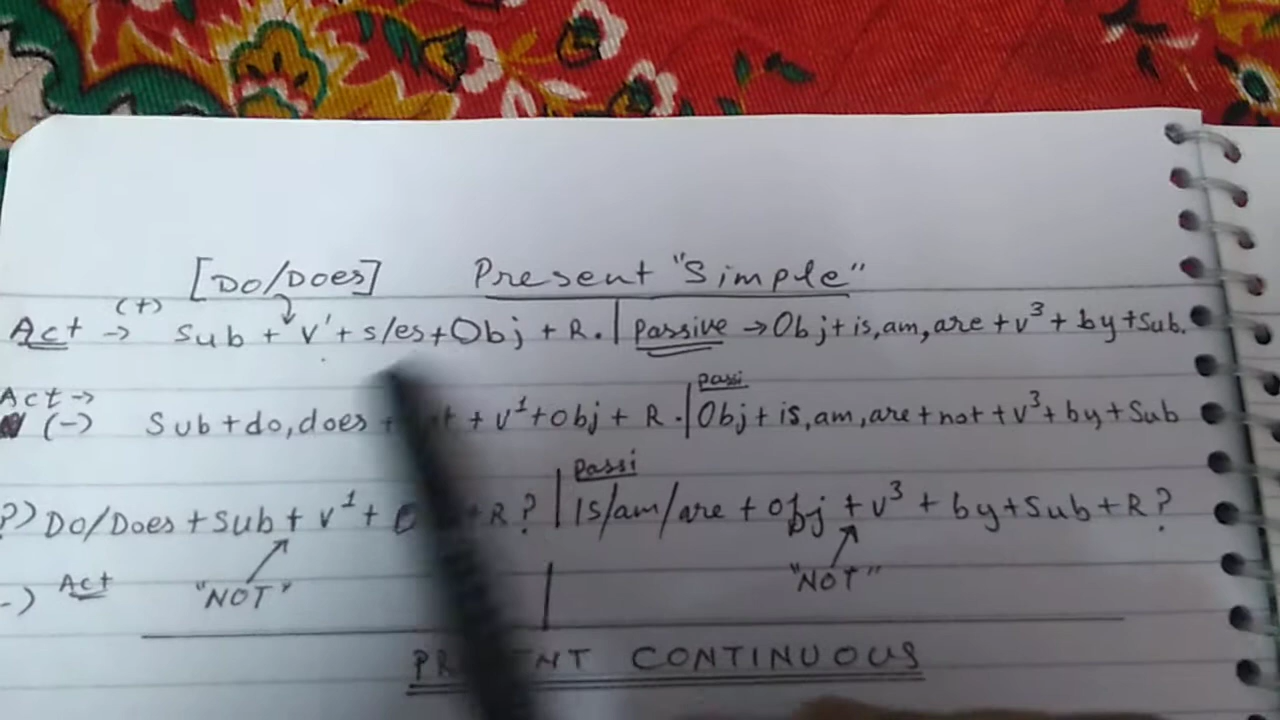 [DO/DOES] Present "Simple"
(+)
Act → Sub + V' + s/es + Obj + R. | Passive → Obj + is, am, are + v³ + by + Sub.
Act →
(-) Sub + do, does + + v¹ + obj + R. | Passi Obj + is, am, are + not + v³ + by + Sub
?) DO/Does + Sub + v¹ + + R? | Passi Is/am/are + obj + v³ + by + Sub + R?
-) Act "NOT" | "NOT"
CONTINUOUS